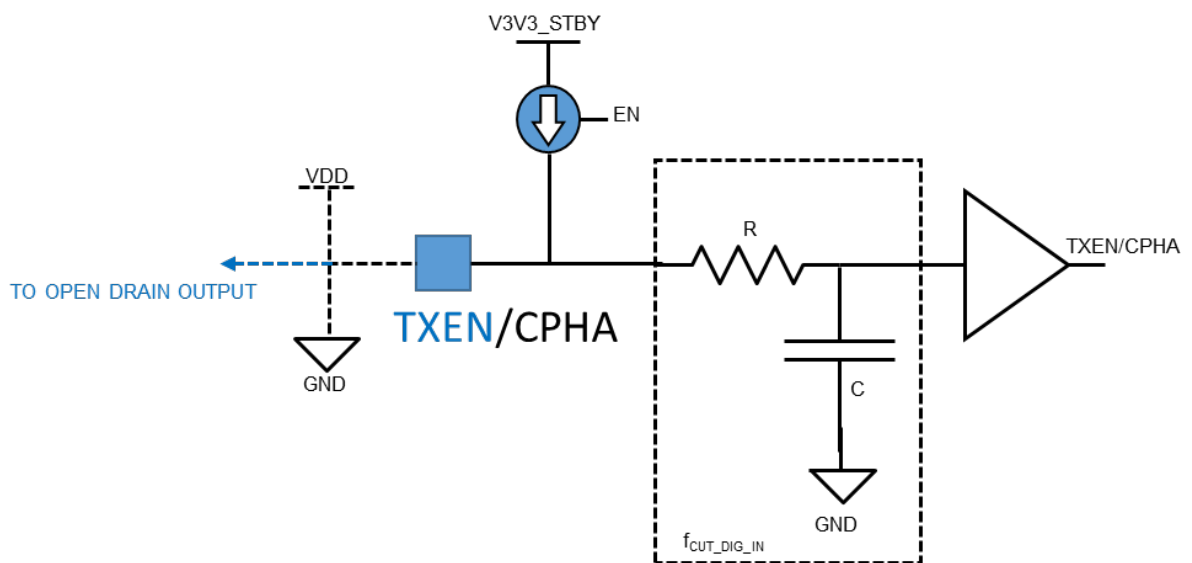 V3V3_STBY
EN
VDD
R
TXEN/CPHA
TO OPEN DRAIN OUTPUT
TXEN/CPHA
GND
C
GND
fCUT_DIG_IN